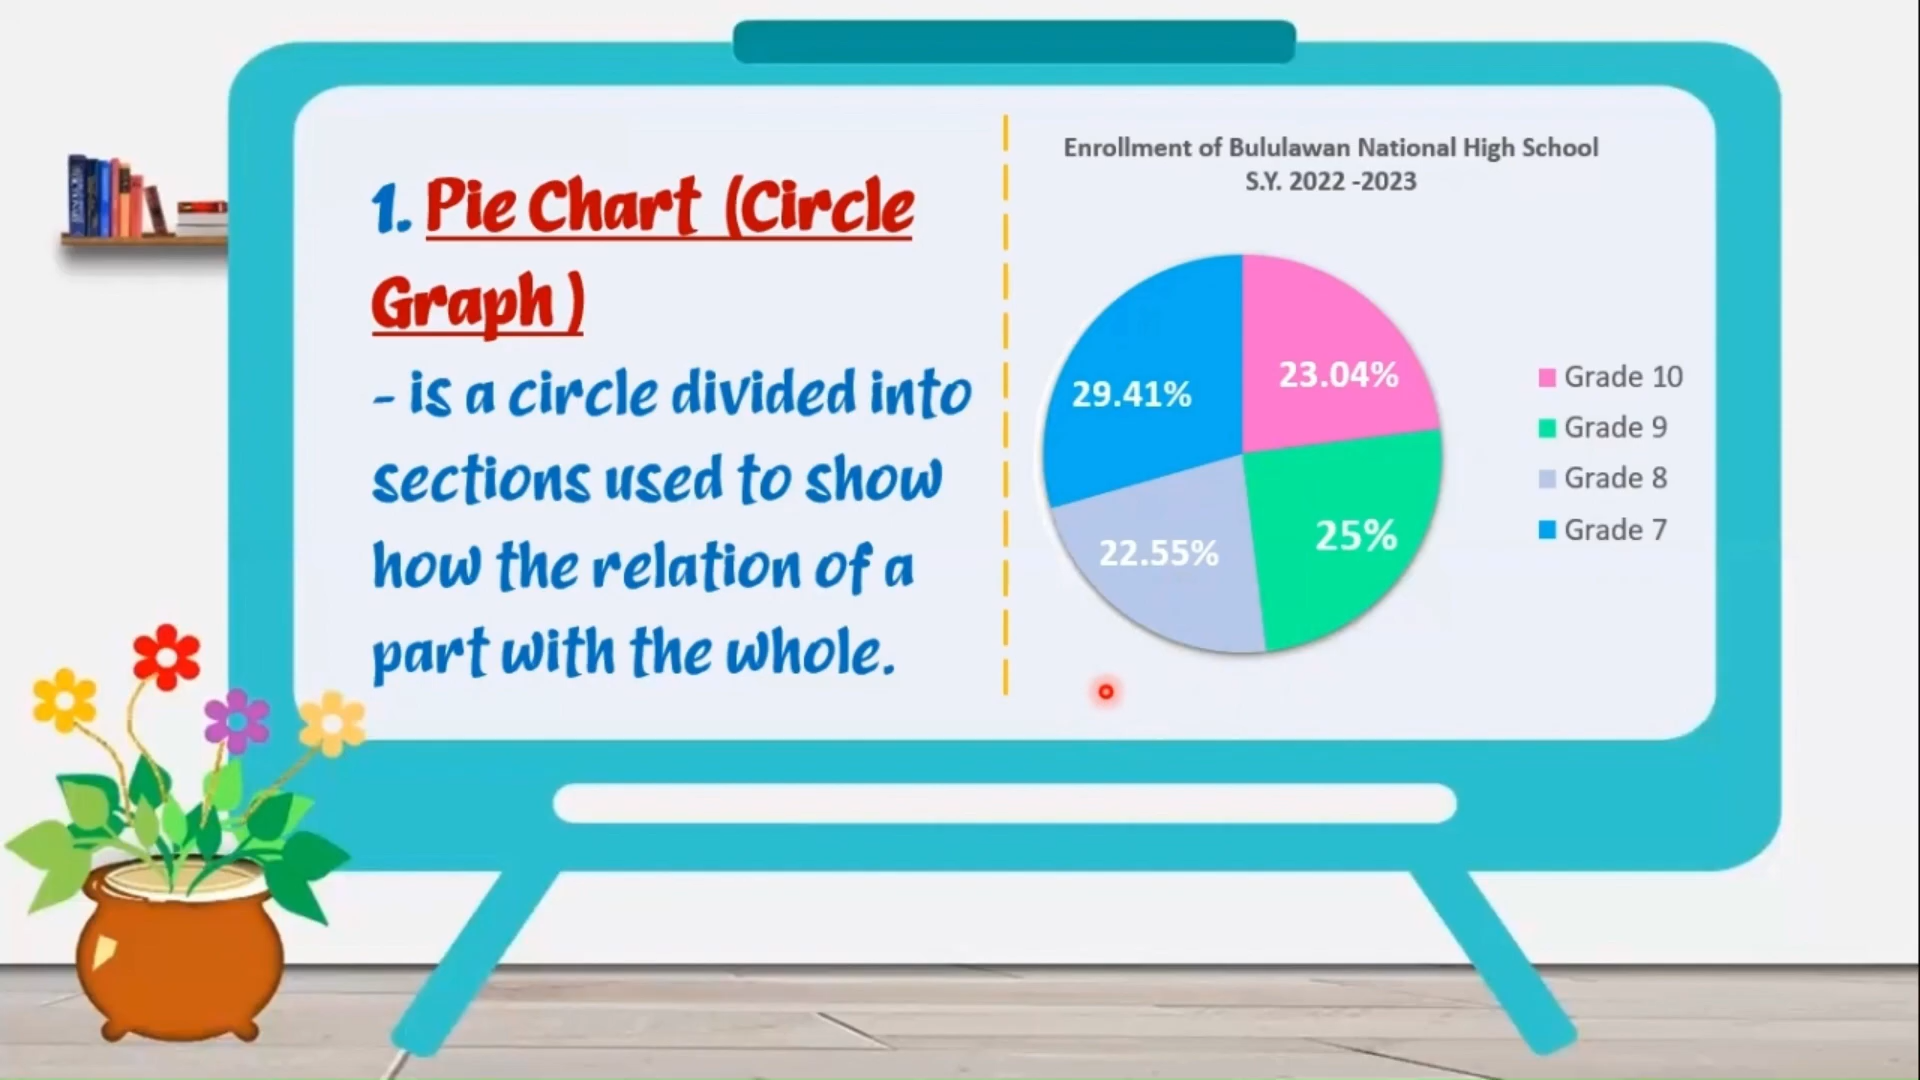 1. Pie Chart (Circle
Graph )
- is a circle divided into
sections used to show
how the relation of a
part with the whole.
Enrollment of Bululawan National High School
S.Y. 2022 -2023
29.41%
23.04%
22.55%
25%
Grade 10
Grade 9
Grade 8
Grade 7